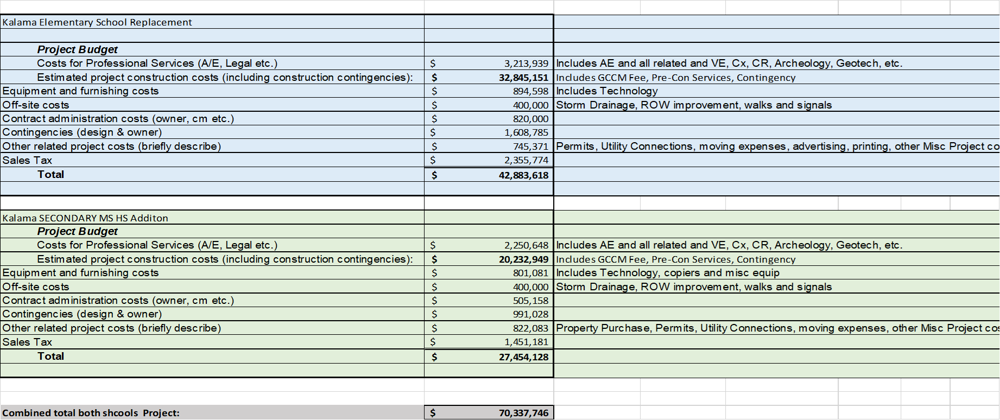 Kalama Elementary School Replacement
Project Budget
Costs for Professional Services (A/E, Legal etc.) $ 3,213,939 Includes AE and all related and VE, Cx, CR, Archeology, Geotech, etc.
Estimated project construction costs (including construction contingencies): $ 32,845,151 Includes GCCM Fee, Pre-Con Services, Contingency
Equipment and furnishing costs $ 894,598 Includes Technology
Off-site costs $ 400,000 Storm Drainage, ROW improvement, walks and signals
Contract administration costs (owner, cm etc.) $ 820,000
Contingencies (design & owner) $ 1,608,785
Other related project costs (briefly describe) $ 745,371 Permits, Utility Connections, moving expenses, advertising, printing, other Misc Project co
Sales Tax $ 2,355,774
Total $ 42,883,618
Kalama SECONDARY MS HS Additon
Project Budget
Costs for Professional Services (A/E, Legal etc.) $ 2,250,648 Includes AE and all related and VE, Cx, CR, Archeology, Geotech, etc.
Estimated project construction costs (including construction contingencies): $ 20,232,949 Includes GCCM Fee, Pre-Con Services, Contingency
Equipment and furnishing costs $ 801,081 Includes Technology, copiers and misc equip
Off-site costs $ 400,000 Storm Drainage, ROW improvement, walks and signals
Contract administration costs (owner, cm etc.) $ 505,158
Contingencies (design & owner) $ 991,028
Other related project costs (briefly describe) $ 822,083 Property Purchase, Permits, Utility Connections, moving expenses, other Misc Project cos
Sales Tax $ 1,451,181
Total $ 27,454,128
Combined total both shcools Project: $ 70,337,746